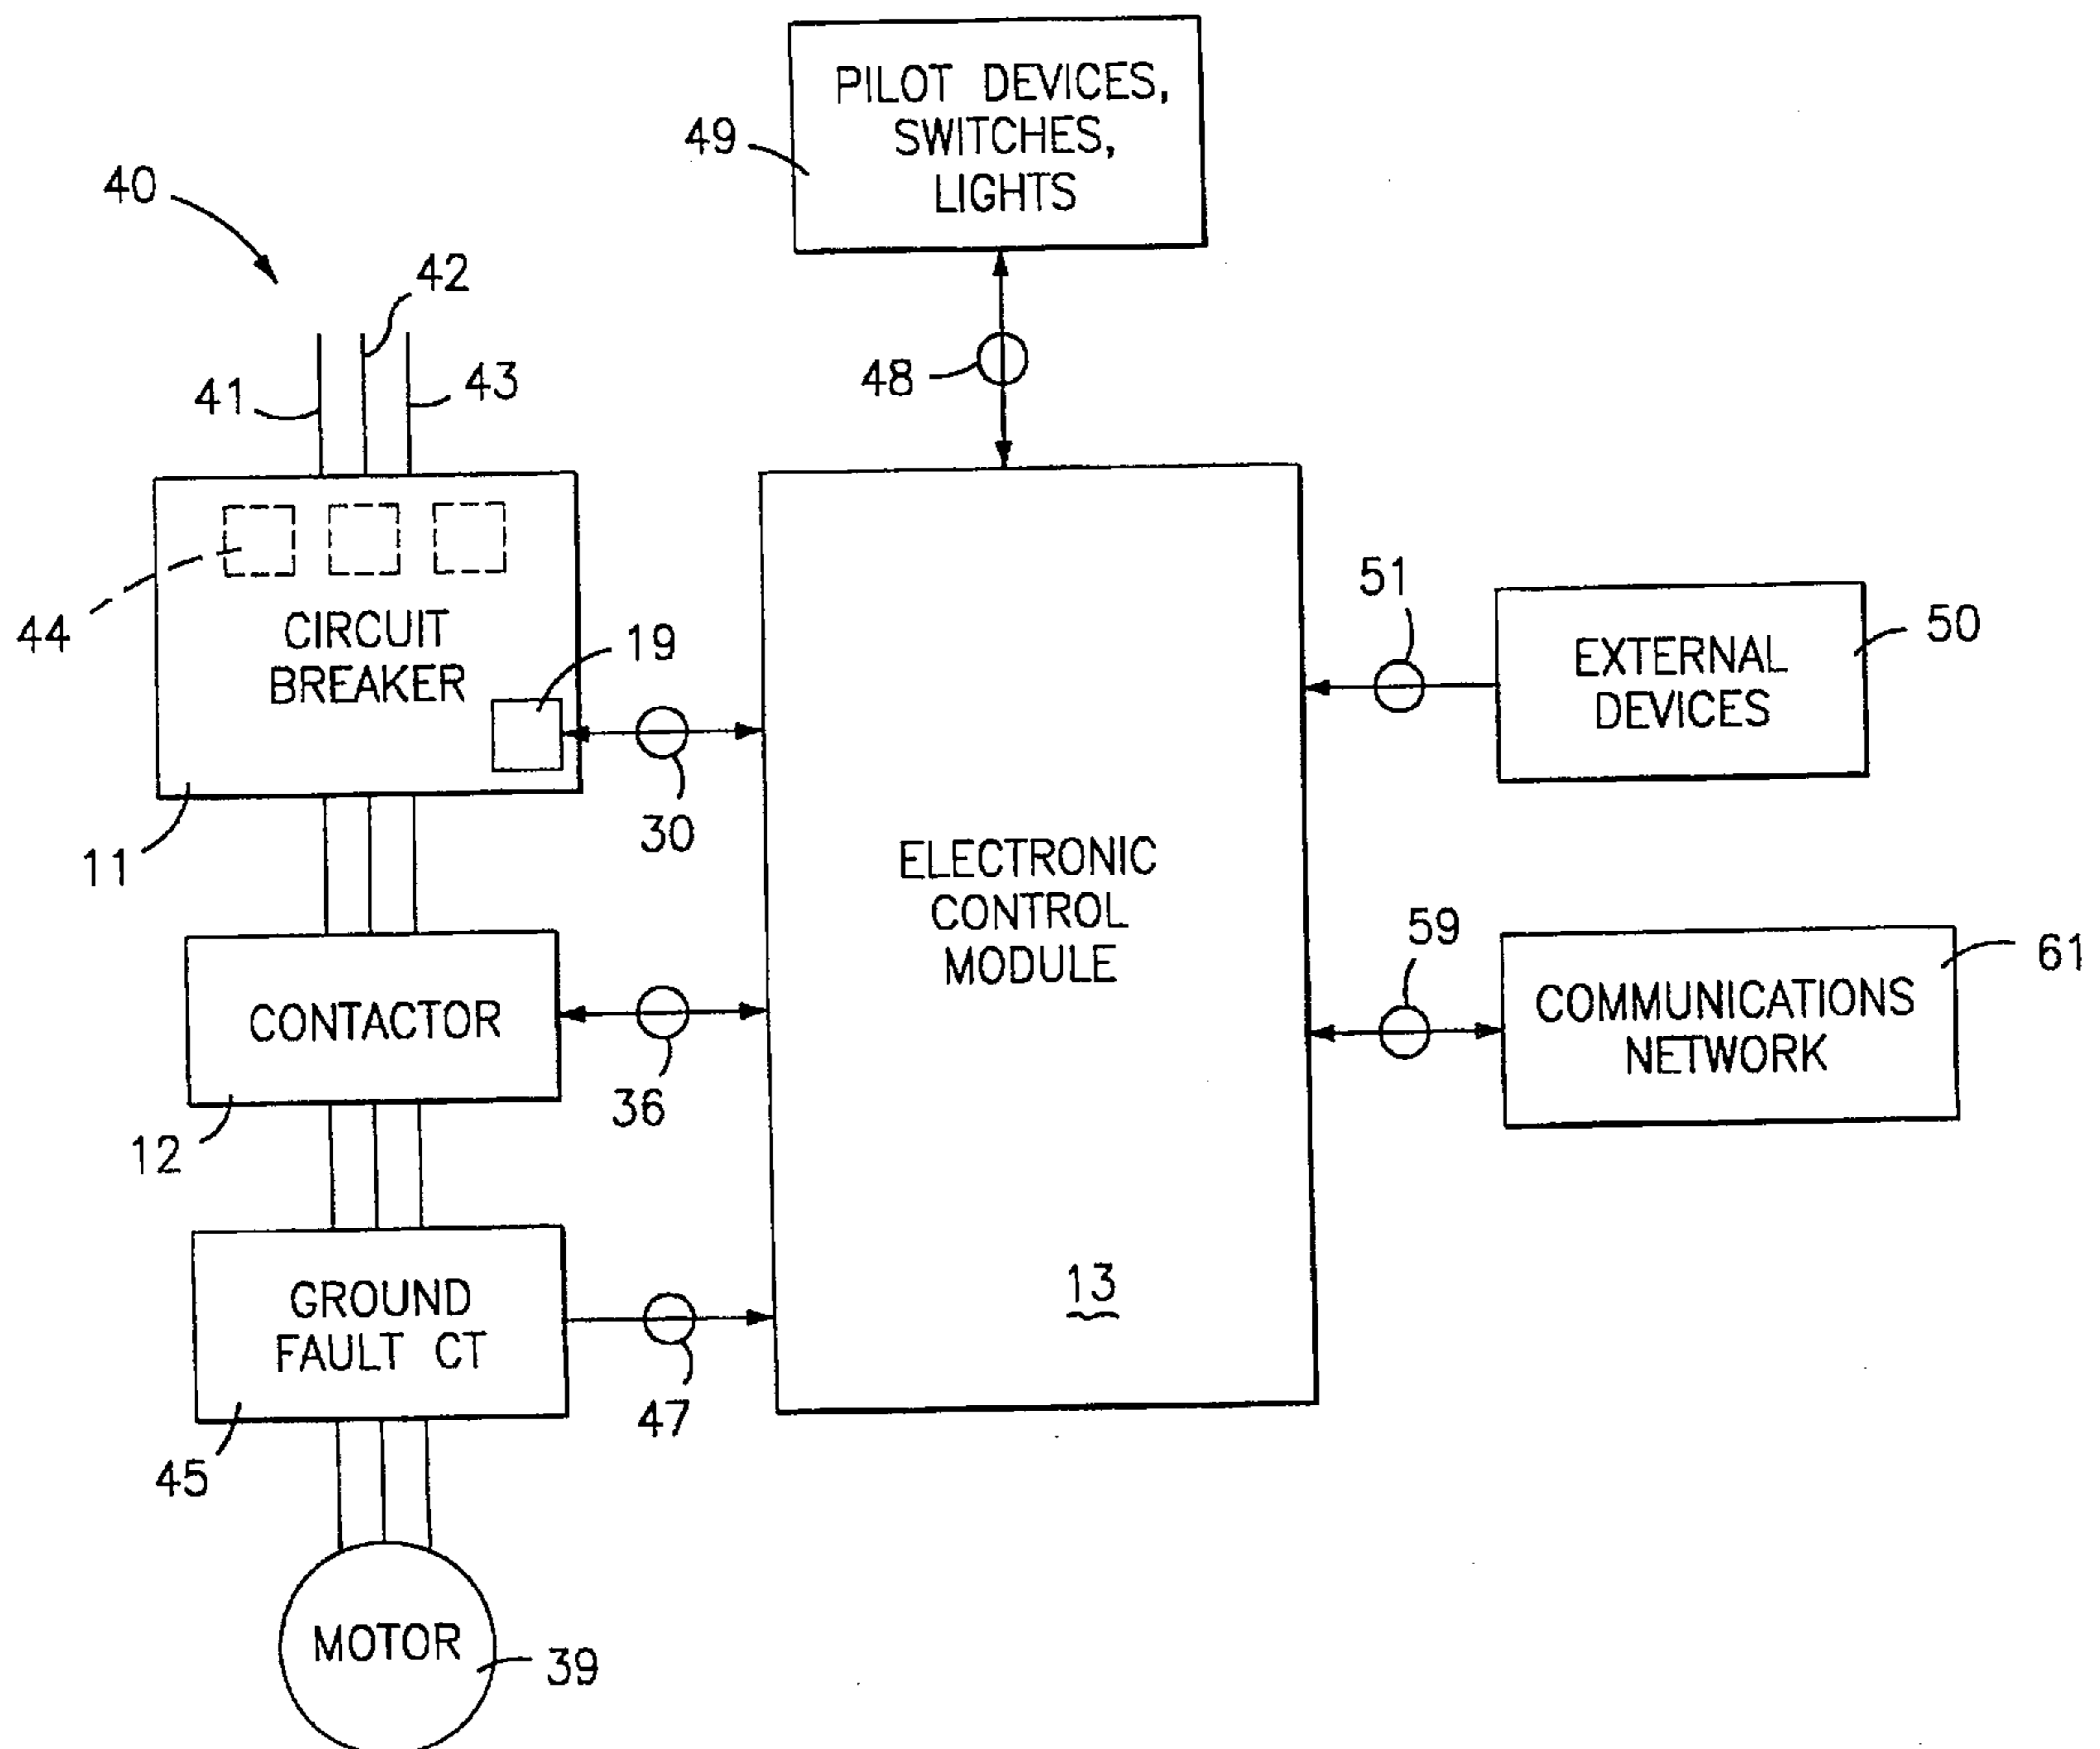 PILOT DEVICES,
SWITCHES,
LIGHTS
49
40
42
48
41
43
44
CIRCUIT
BREAKER
19
51
50
EXTERNAL
DEVICES
11
30
ELECTRONIC
CONTROL
MODULE
59
61
COMMUNICATIONS
NETWORK
CONTACTOR
36
12
13
GROUND
FAULT CT
47
45
MOTOR
39